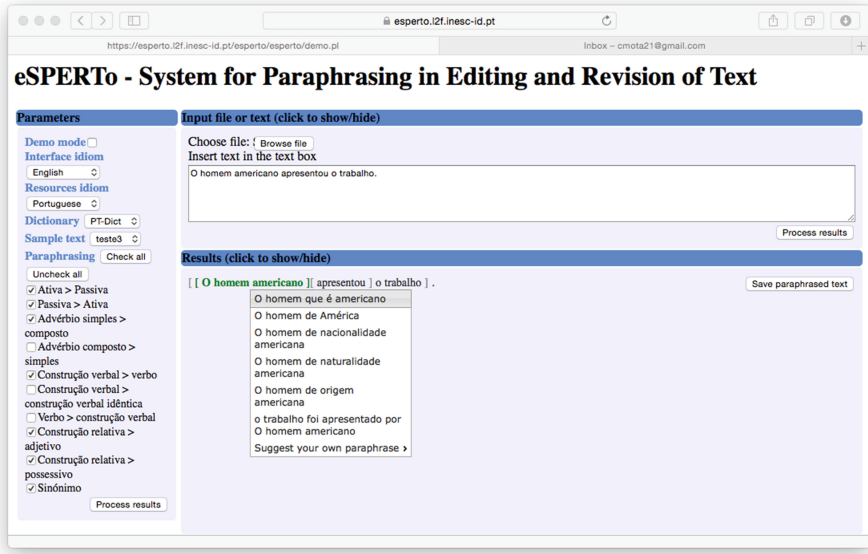 esperto.l2f.inesc-id.pt
https://esperto.l2f.inesc-id.pt/esperto/esperto/demo.pl
Inbox – cmota21@gmail.com
eSPERTo - System for Paraphrasing in Editing and Revision of Text
Parameters
Demo mode
Interface idiom
English
Resources idiom
Portuguese
Dictionary PT-Dict
Sample text teste3
Paraphrasing Check all
Uncheck all
Ativa > Passiva
Passiva > Ativa
Advérbio simples >
composto
Advérbio composto >
simples
Construção verbal > verbo
Construção verbal >
construção verbal idêntica
Verbo > construção verbal
Construção relativa >
adjetivo
Construção relativa >
possessivo
Sinónimo
Process results
Input file or text (click to show/hide)
Choose file: Browse file
Insert text in the text box
O homem americano apresentou o trabalho.
Process results
Results (click to show/hide)
[ [ O homem americano ][ apresentou ] o trabalho ] .
Save paraphrased text
O homem que é americano
O homem de América
O homem de nacionalidade
americana
O homem de naturalidade
americana
O homem de origem
americana
o trabalho foi apresentado por
O homem americano
Suggest your own paraphrase